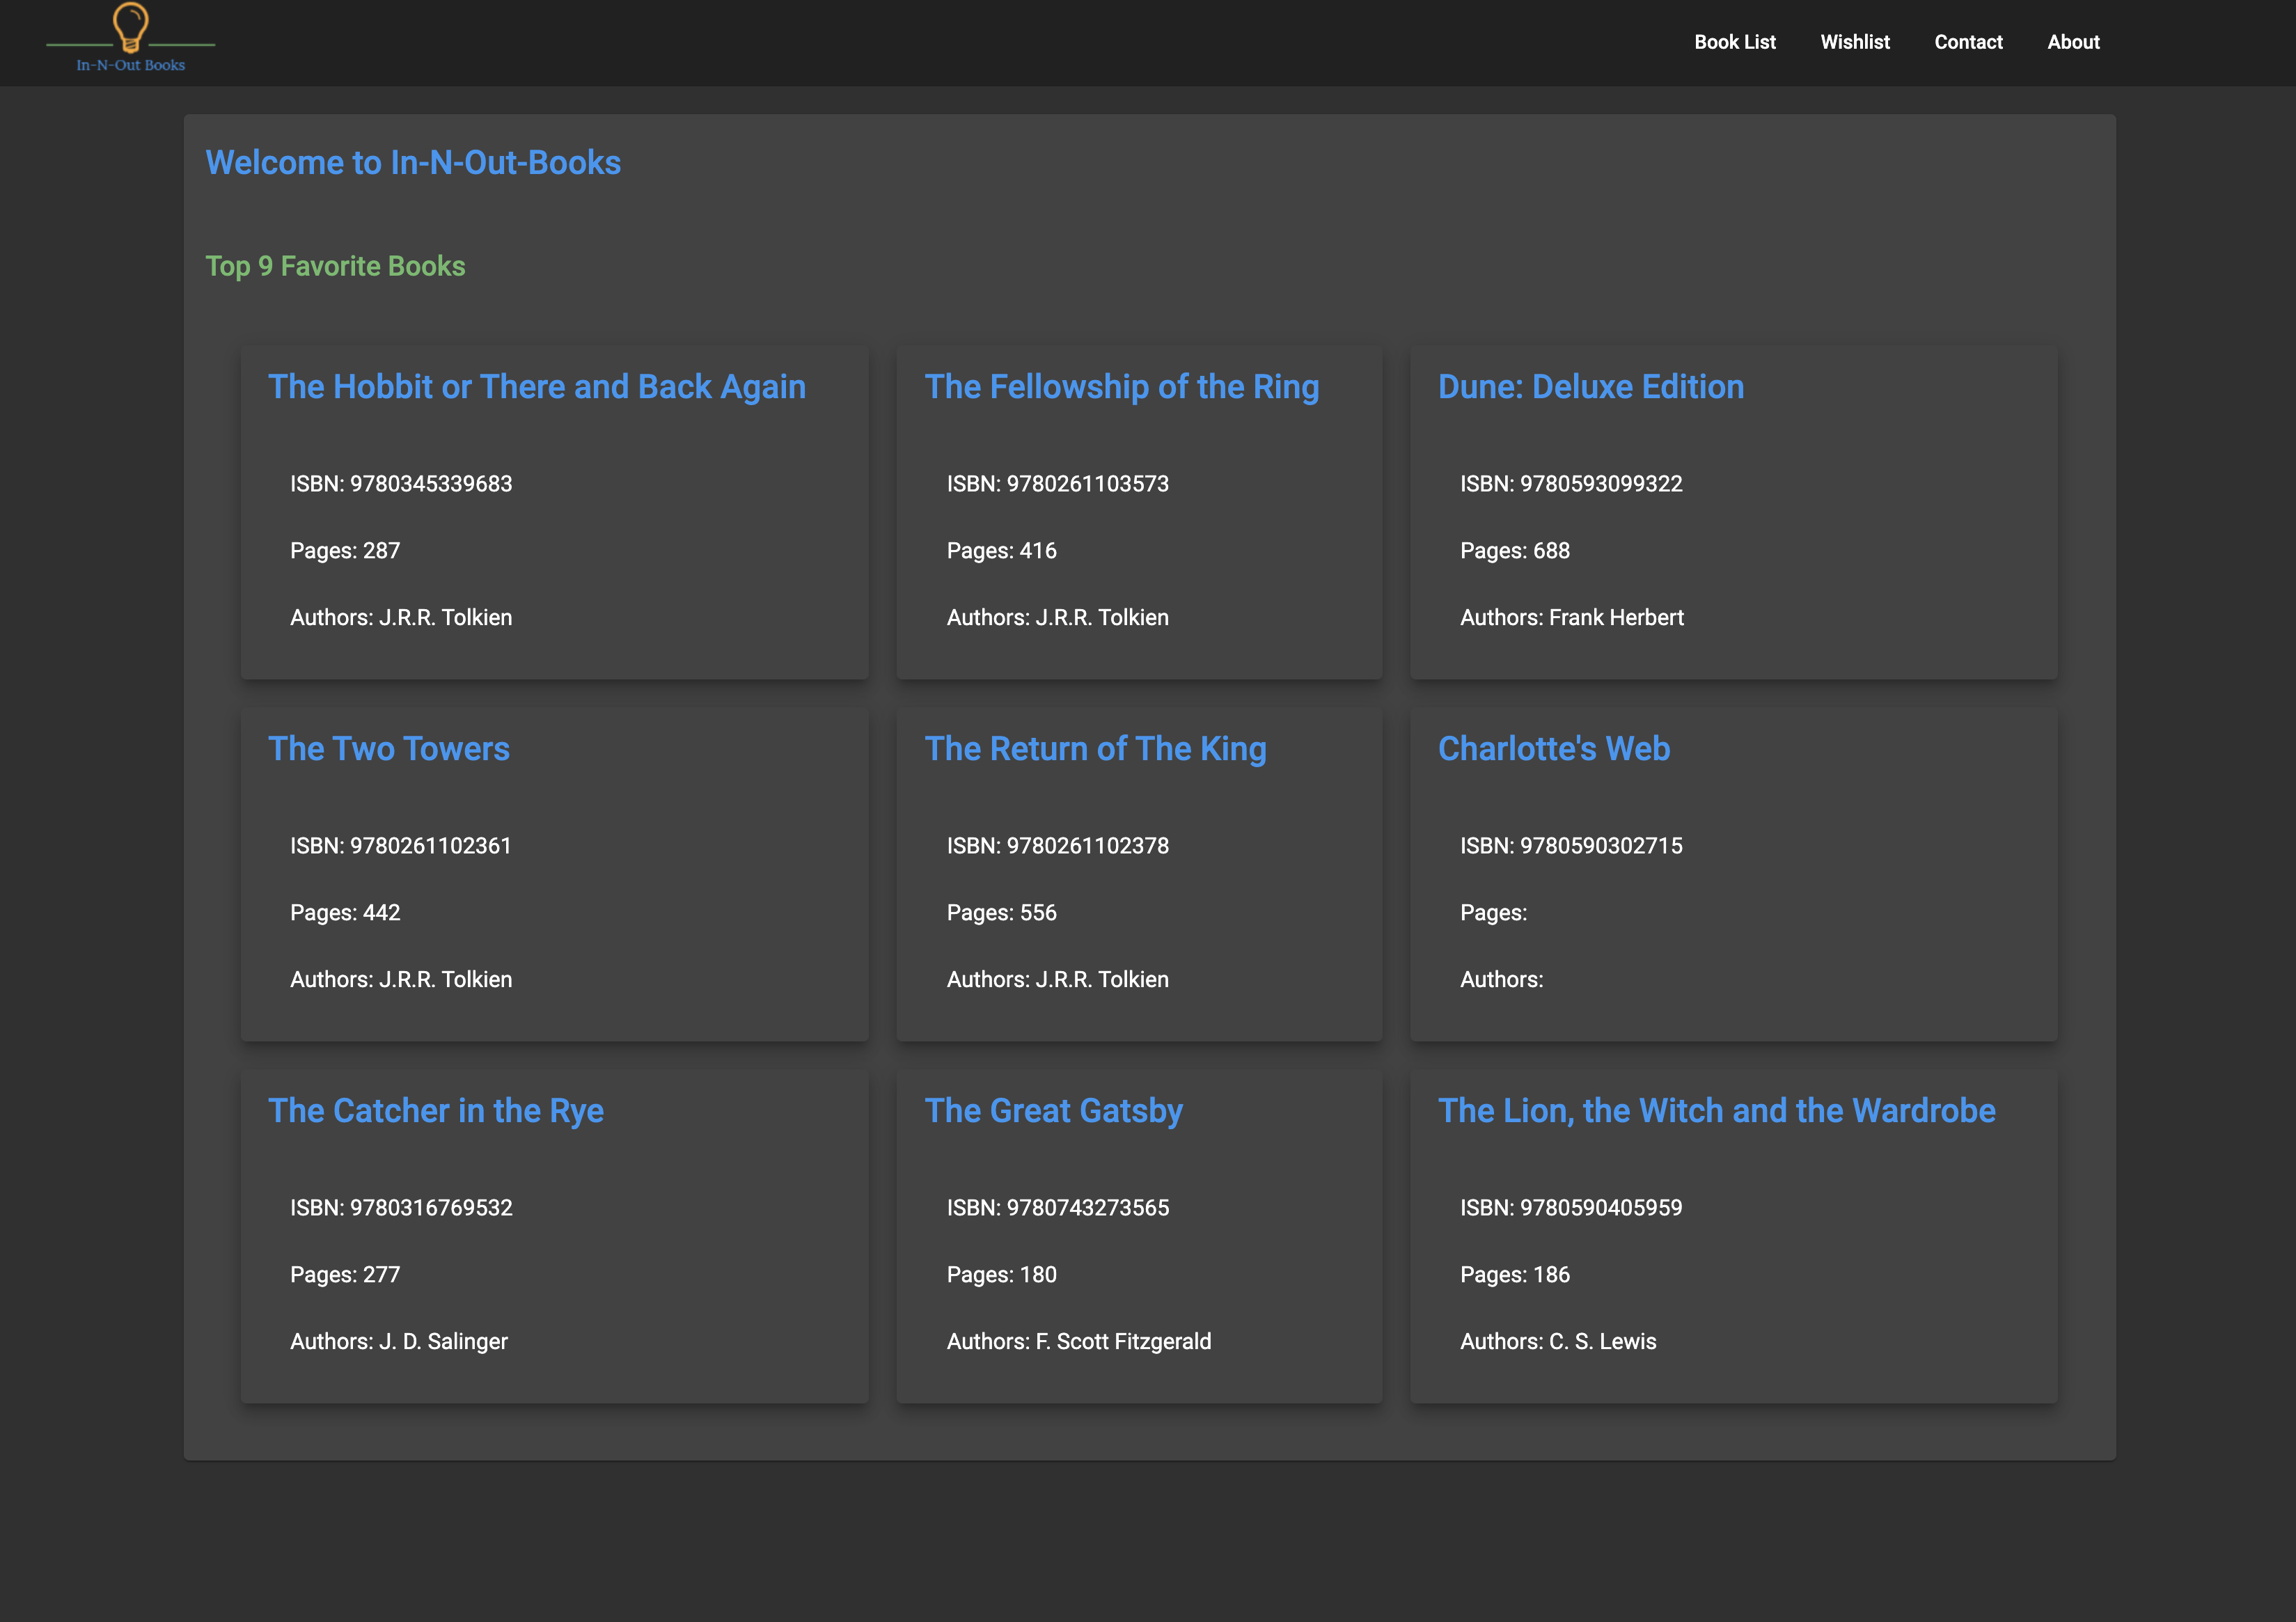 In-N-Out Books
Book List Wishlist Contact About
Welcome to In-N-Out-Books
Top 9 Favorite Books
The Hobbit or There and Back Again
ISBN: 9780345339683
Pages: 287
Authors: J.R.R. Tolkien
The Fellowship of the Ring
ISBN: 9780261103573
Pages: 416
Authors: J.R.R. Tolkien
Dune: Deluxe Edition
ISBN: 9780593099322
Pages: 688
Authors: Frank Herbert
The Two Towers
ISBN: 9780261102361
Pages: 442
Authors: J.R.R. Tolkien
The Return of The King
ISBN: 9780261102378
Pages: 556
Authors: J.R.R. Tolkien
Charlotte's Web
ISBN: 9780590302715
Pages:
Authors:
The Catcher in the Rye
ISBN: 9780316769532
Pages: 277
Authors: J. D. Salinger
The Great Gatsby
ISBN: 9780743273565
Pages: 180
Authors: F. Scott Fitzgerald
The Lion, the Witch and the Wardrobe
ISBN: 9780590405959
Pages: 186
Authors: C. S. Lewis